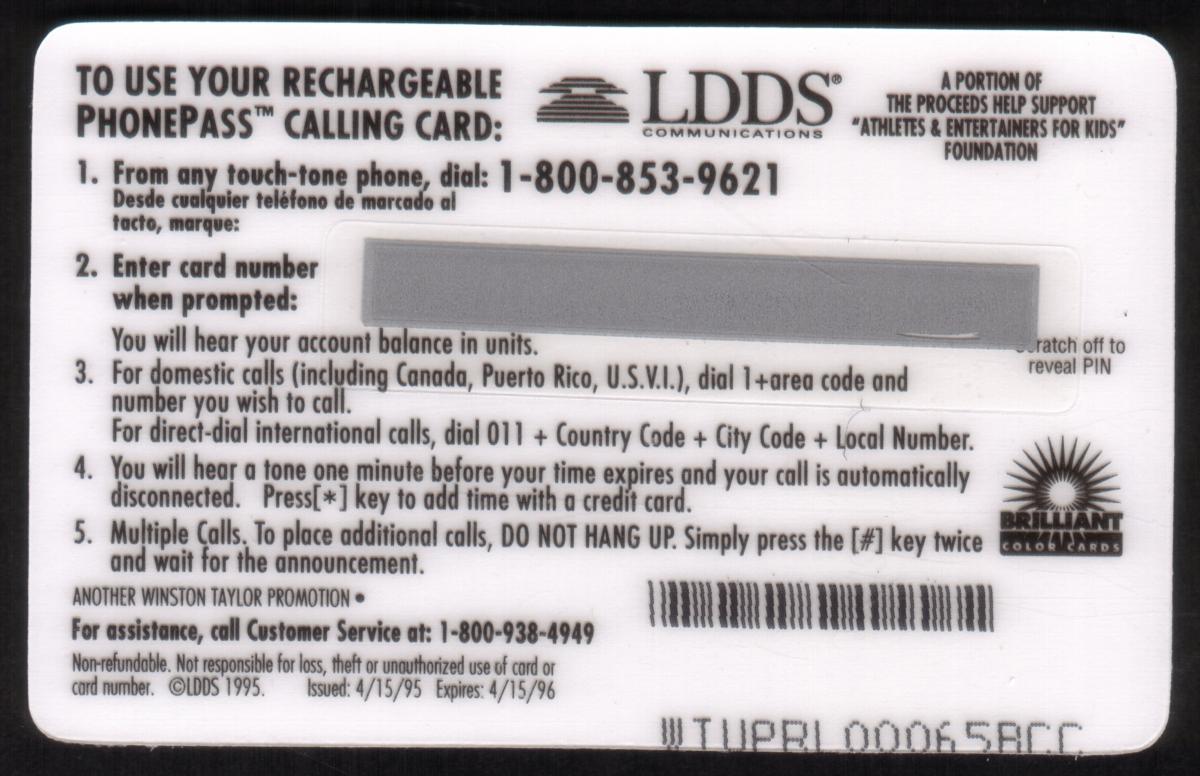 TO USE YOUR RECHARGEABLE
PHONEPASS™ CALLING CARD:
LDDS®
COMMUNICATIONS
A PORTION OF
THE PROCEEDS HELP SUPPORT
"ATHLETES & ENTERTAINERS FOR KIDS"
FOUNDATION
1. From any touch-tone phone, dial: 1-800-853-9621
Desde cualquier teléfono de marcado al
tacto, marque:
2. Enter card number
when prompted:
You will hear your account balance in units.
off to
reveal PIN
3. For domestic calls (including Canada, Puerto Rico, U.S.V.I.), dial 1+area code and
number you wish to call.
For direct-dial international calls, dial 011 + Country Code + City Code + Local Number.
4. You will hear a tone one minute before your time expires and your call is automatically
disconnected. Press[*] key to add time with a credit card.
5. Multiple Calls. To place additional calls, DO NOT HANG UP. Simply press the [#] key twice
and wait for the announcement.
BRILLIANT
COLOR CARDS
ANOTHER WINSTON TAYLOR PROMOTION •
For assistance, call Customer Service at: 1-800-938-4949
Non-refundable. Not responsible for loss, theft or unauthorized use of card or
card number. ©LDDS 1995. Issued: 4/15/95 Expires: 4/15/96